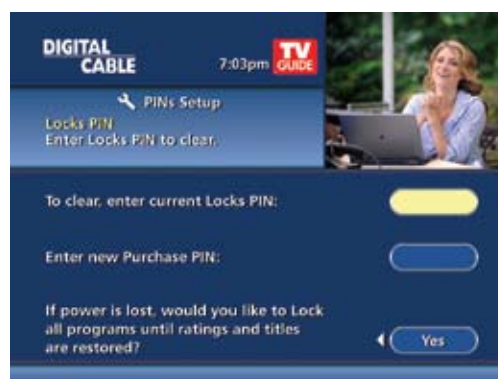 DIGITAL
CABLE
7:03pm
TV
GUIDE
PINs Setup
Locks PIN
Enter Locks PIN to clear.
To clear, enter current Locks PIN:
Enter new Purchase PIN:
If power is lost, would you like to Lock
all programs until ratings and titles
are restored?
Yes